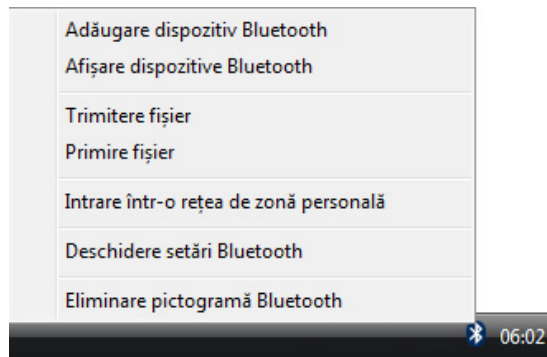 Adăugare dispozitiv Bluetooth
Afișare dispozitive Bluetooth
Trimitere fișier
Primire fișier
Intrare într-o rețea de zonă personală
Deschidere setări Bluetooth
Eliminare pictogramă Bluetooth
06:02